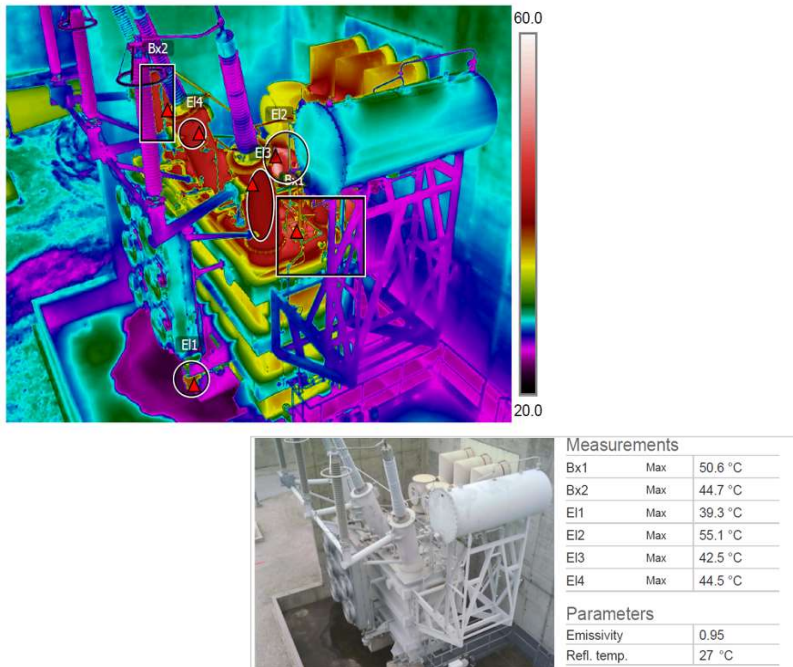 60.0
Bx2
El4
El2
El3
Bx1
El1
20.0
Measurements
Bx1 Max 50.6 °C
Bx2 Max 44.7 °C
El1 Max 39.3 °C
El2 Max 55.1 °C
El3 Max 42.5 °C
El4 Max 44.5 °C
Parameters
Emissivity 0.95
Refl. temp. 27 °C